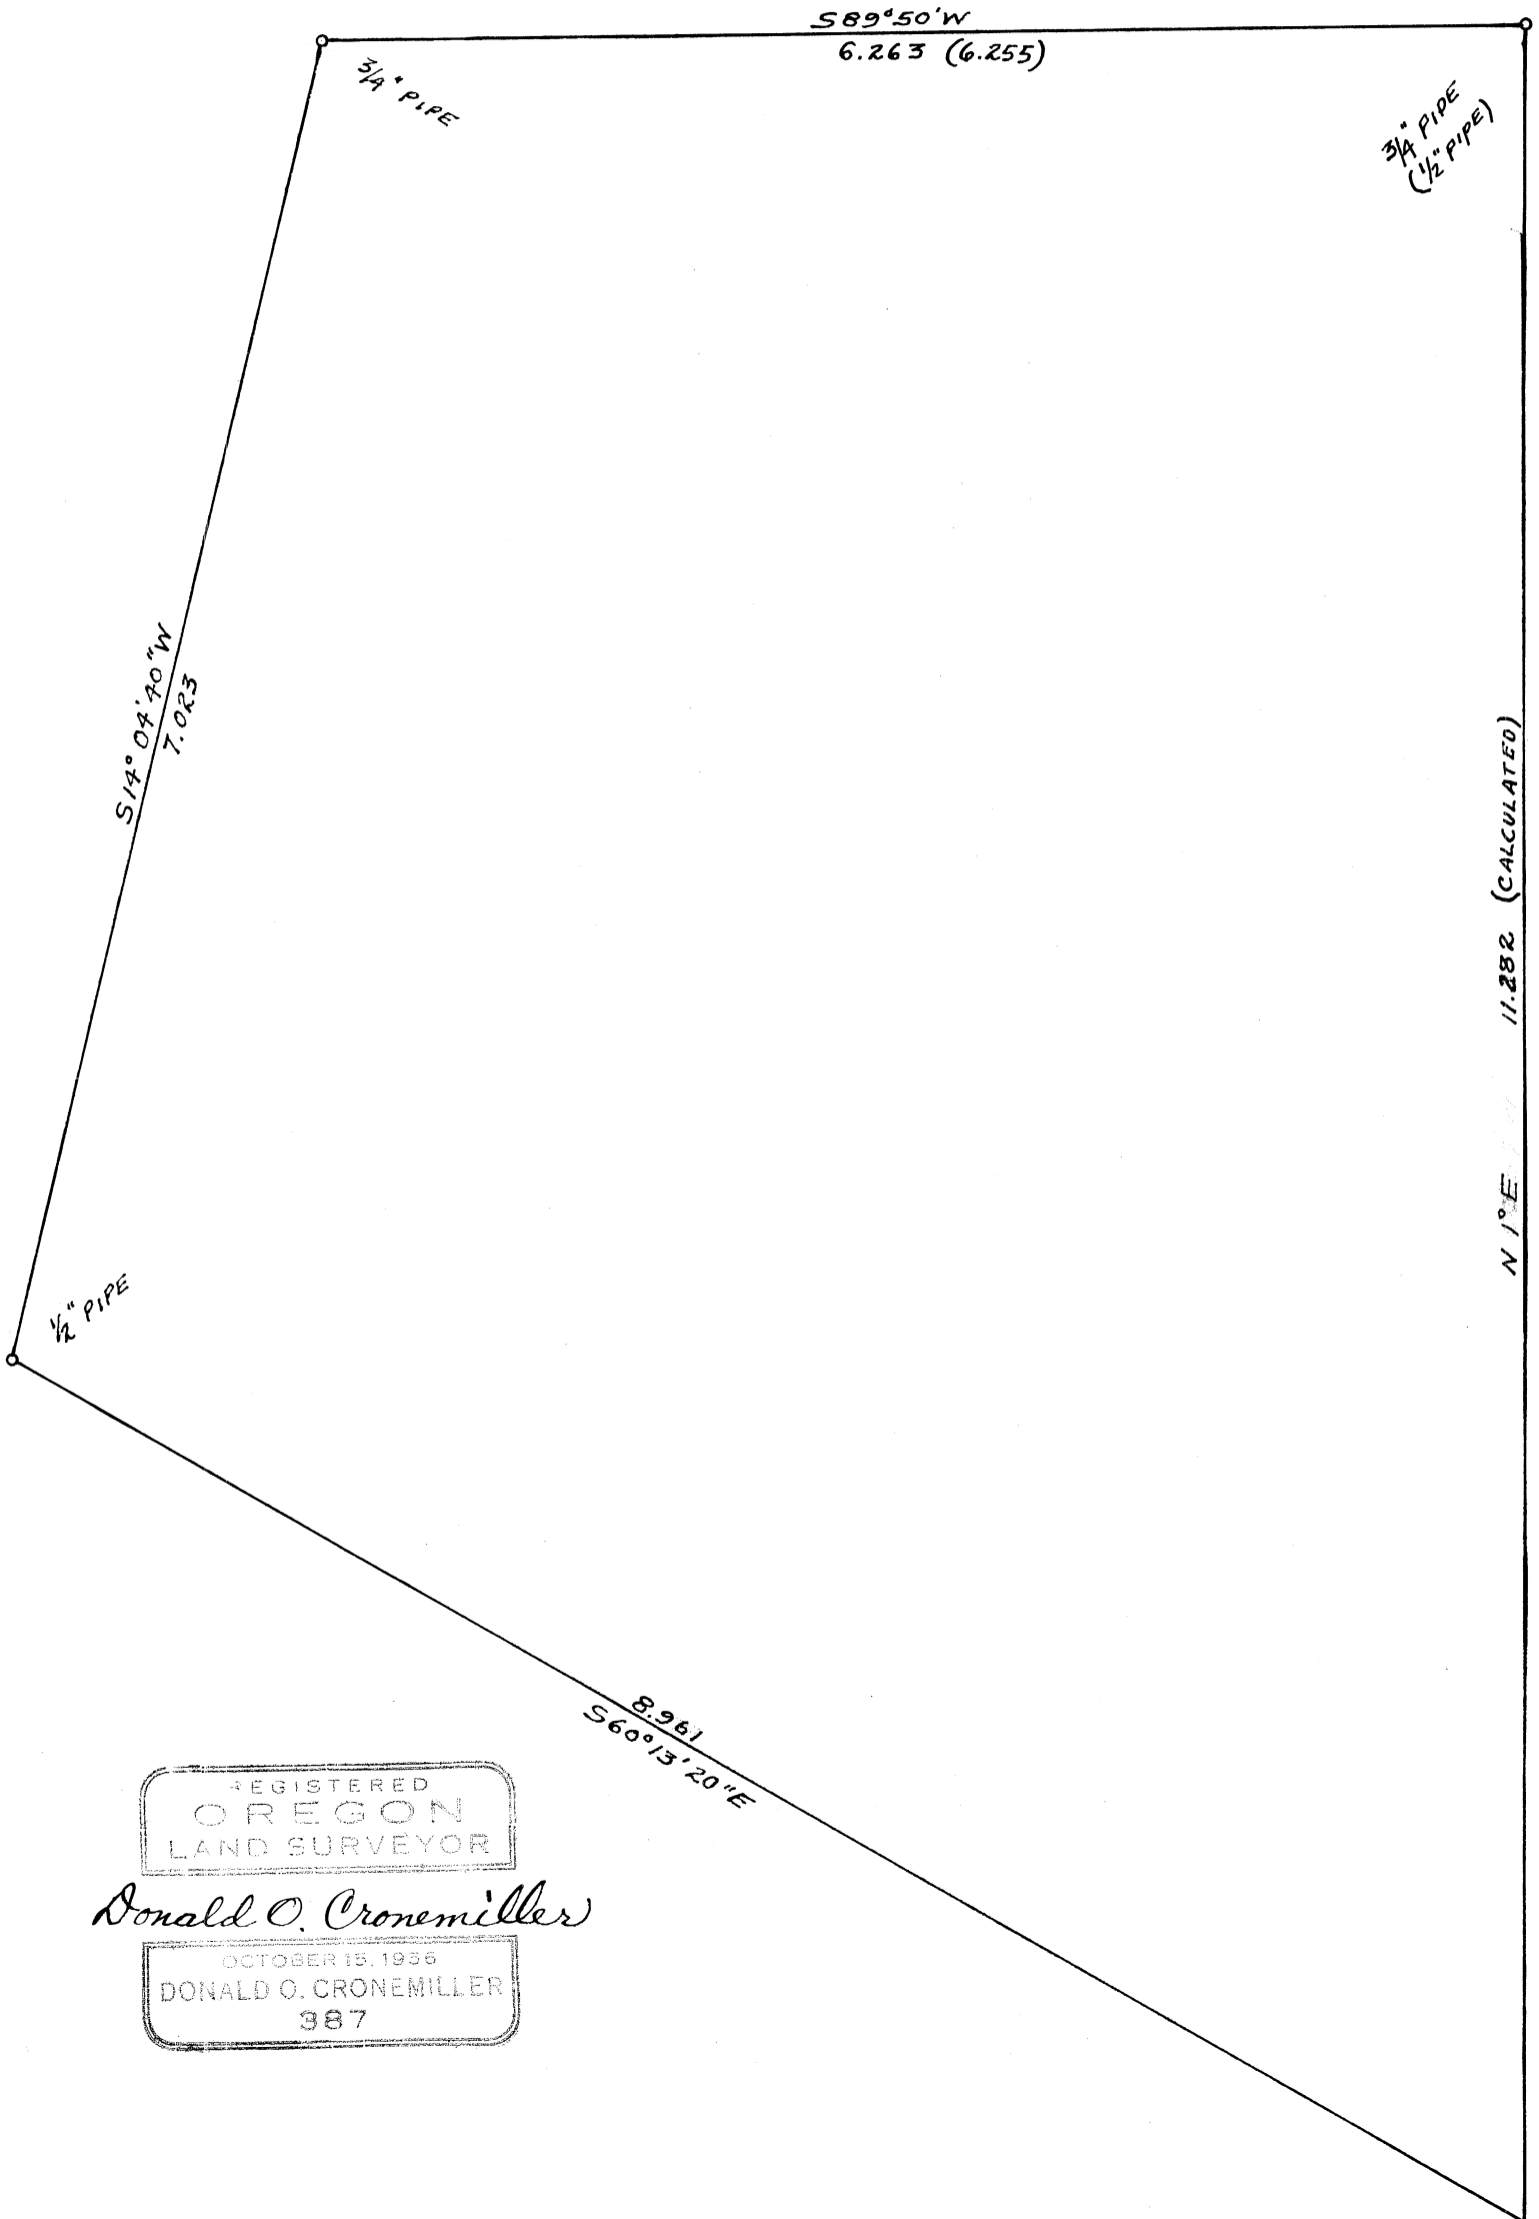 S89°50'W
6.263 (6.255)
3/4" PIPE
3/4" PIPE
(1/2" PIPE)
S14°04'40"W
7.023
11.282 (CALCULATED)
N 1° E
1/2" PIPE
8.961
S60°13'20"E
REGISTERED
OREGON
LAND SURVEYOR
Donald O. Cronemiller
OCTOBER 15, 1956
DONALD O. CRONEMILLER
387